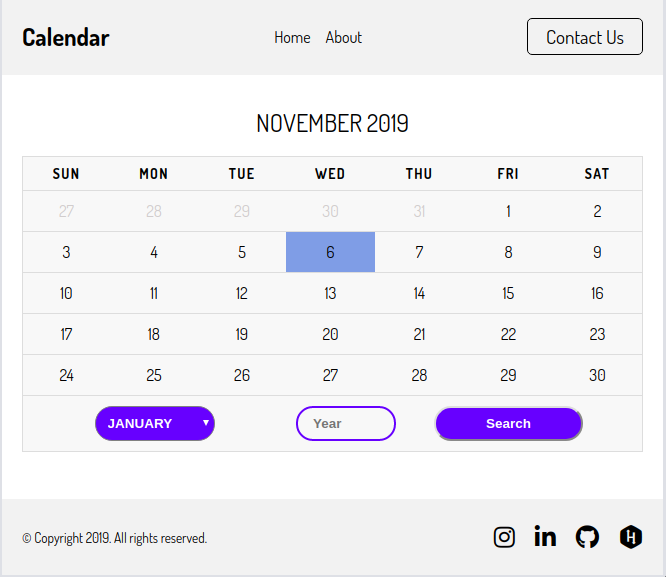 Calendar Home About Contact Us
NOVEMBER 2019
SUN MON TUE WED THU FRI SAT
27 28 29 30 31 1 2
3 4 5 6 7 8 9
10 11 12 13 14 15 16
17 18 19 20 21 22 23
24 25 26 27 28 29 30
JANUARY Year Search
© Copyright 2019. All rights reserved. in H